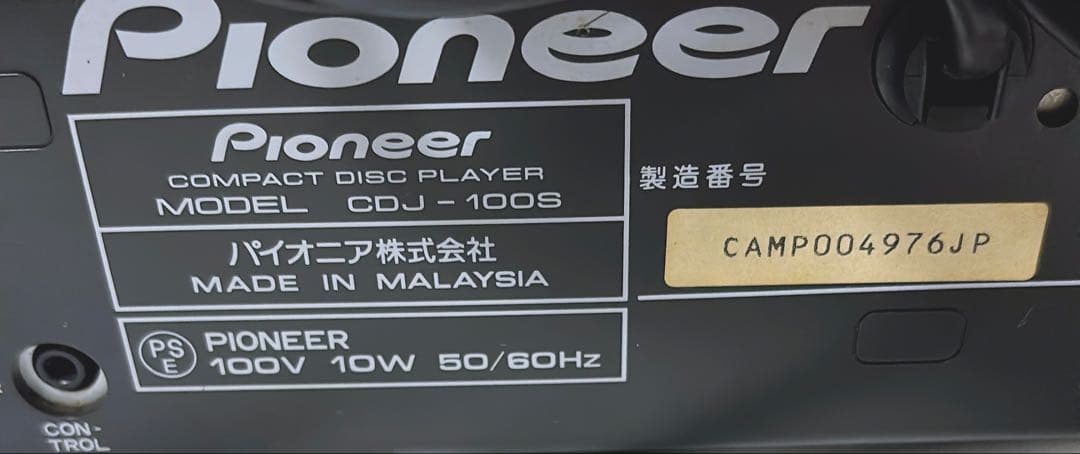 Pioneer
Pioneer
COMPACT DISC PLAYER
MODEL CDJ-100S
パイオニア株式会社
MADE IN MALAYSIA
PS
E
PIONEER
100V 10W 50/60Hz
製造番号
CAMP004976JP
CON-
TROL